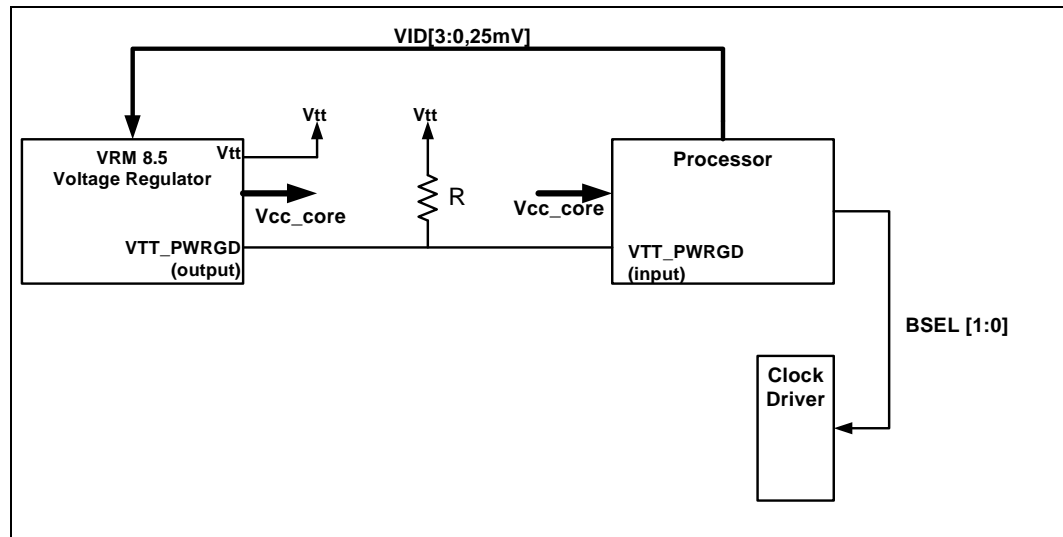 VID[3:0,25mV]
Vtt
Vtt
VRM 8.5
Voltage Regulator
Vtt
Vcc_core
VTT_PWRGD
(output)
R
Processor
Vcc_core
VTT_PWRGD
(input)
BSEL [1:0]
Clock
Driver